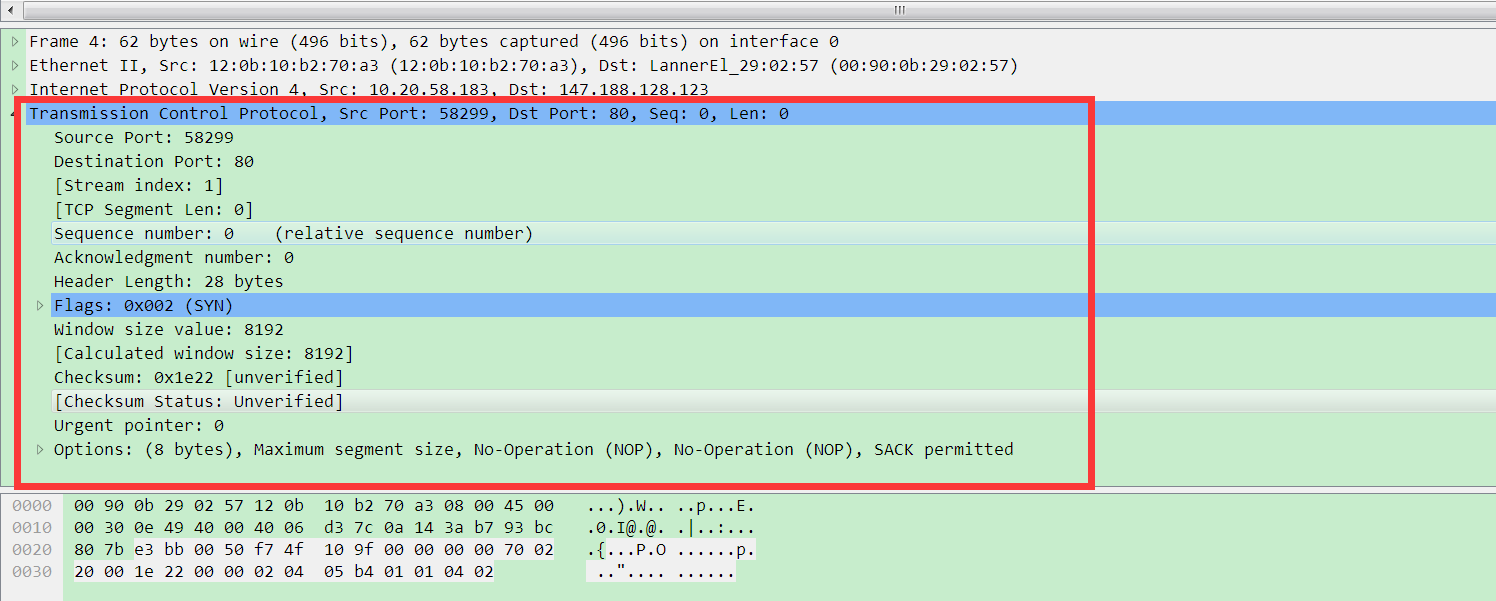 Frame 4: 62 bytes on wire (496 bits), 62 bytes captured (496 bits) on interface 0
Ethernet II, Src: 12:0b:10:b2:70:a3 (12:0b:10:b2:70:a3), Dst: LannerEl_29:02:57 (00:90:0b:29:02:57)
Internet Protocol Version 4, Src: 10.20.58.183, Dst: 147.188.128.123
Transmission Control Protocol, Src Port: 58299, Dst Port: 80, Seq: 0, Len: 0
Source Port: 58299
Destination Port: 80
[Stream index: 1]
[TCP Segment Len: 0]
Sequence number: 0    (relative sequence number)
Acknowledgment number: 0
Header Length: 28 bytes
Flags: 0x002 (SYN)
Window size value: 8192
[Calculated window size: 8192]
Checksum: 0x1e22 [unverified]
[Checksum Status: Unverified]
Urgent pointer: 0
Options: (8 bytes), Maximum segment size, No-Operation (NOP), No-Operation (NOP), SACK permitted
0000  00 90 0b 29 02 57 12 0b  10 b2 70 a3 08 00 45 00   ...).W.. ..p...E.
0010  00 30 0e 49 40 00 40 06  d3 7c 0a 14 3a b7 93 bc   .0.I@.@. .|..:...
0020  80 7b e3 bb 00 50 f7 4f  10 9f 00 00 00 00 70 02   .{...P.O ......p.
0030  20 00 1e 22 00 00 02 04  05 b4 01 01 04 02   ..".... ......